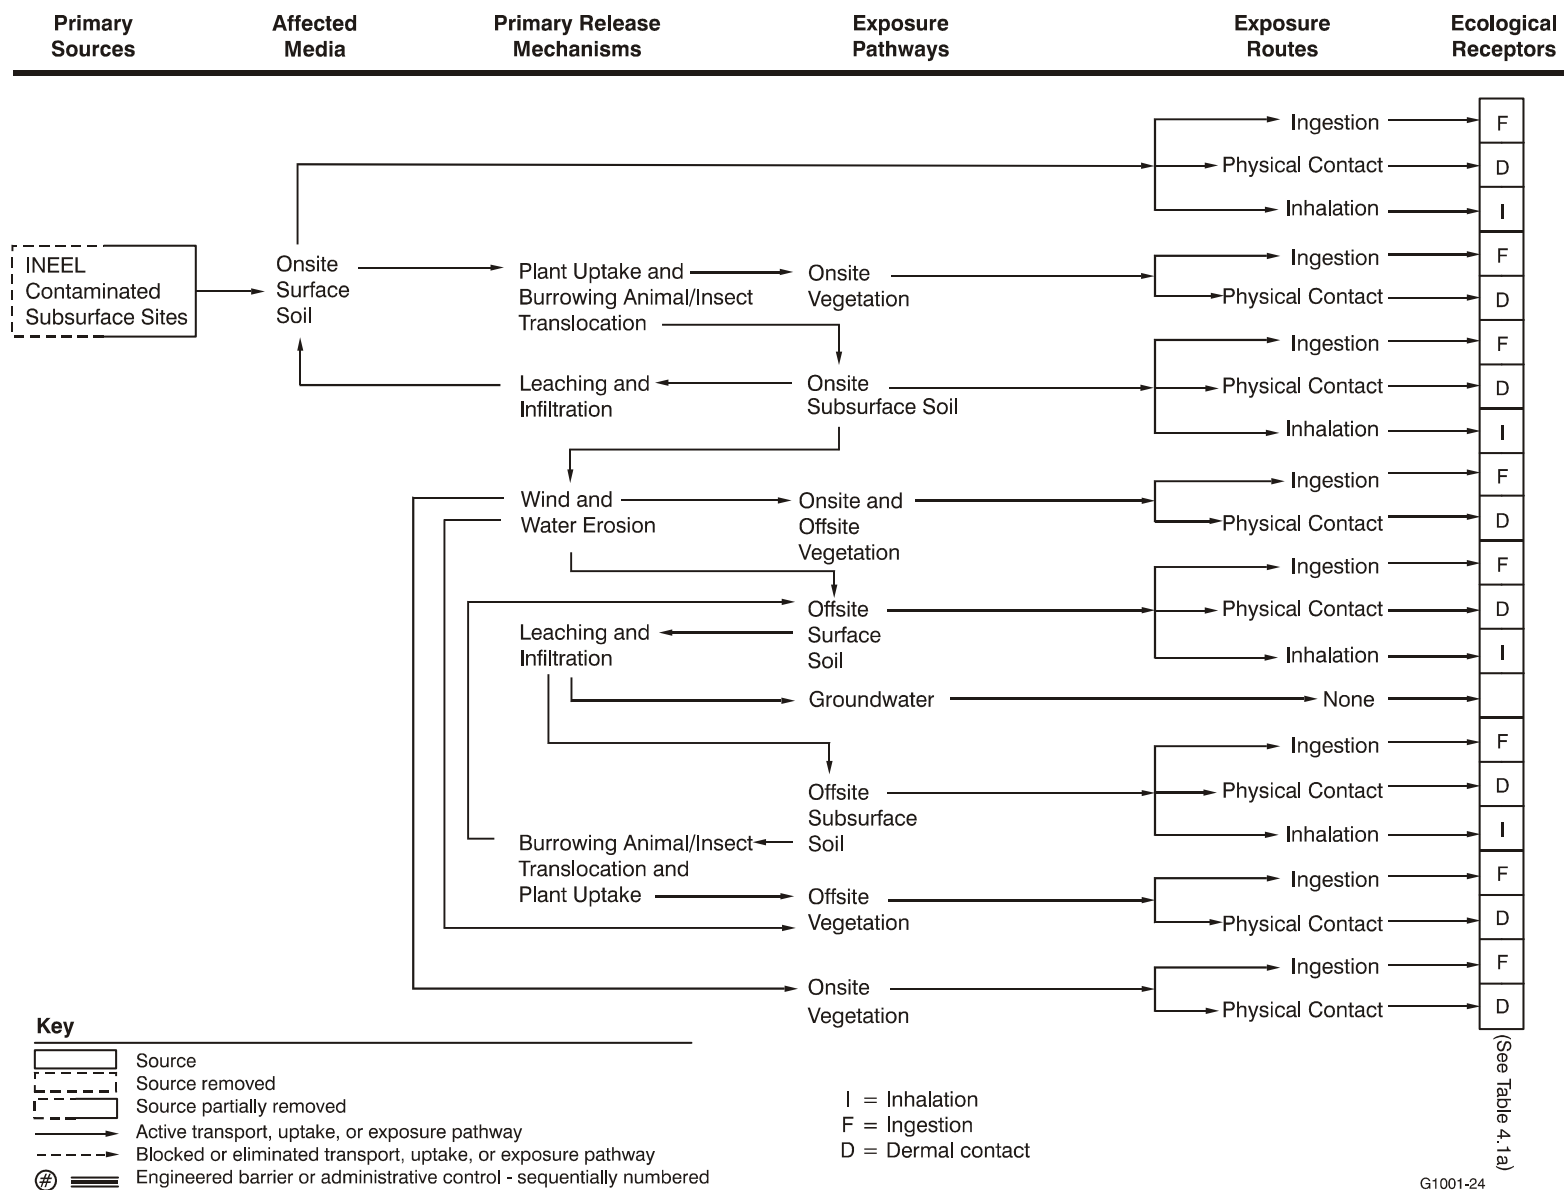 Primary Sources
Affected Media
Primary Release Mechanisms
Exposure Pathways
Exposure Routes
Ecological Receptors
Ingestion
F
Physical Contact
D
Inhalation
I
INEEL
Contaminated
Subsurface Sites
Onsite
Surface
Soil
Plant Uptake and
Burrowing Animal/Insect
Translocation
Onsite
Vegetation
Ingestion
F
Physical Contact
D
Leaching and
Infiltration
Onsite
Subsurface Soil
Ingestion
F
Physical Contact
D
Inhalation
I
Wind and
Water Erosion
Onsite and
Offsite
Vegetation
Ingestion
F
Physical Contact
D
Leaching and
Infiltration
Offsite
Surface
Soil
Ingestion
F
Physical Contact
D
Inhalation
I
Groundwater
None
Offsite
Subsurface
Soil
Ingestion
F
Physical Contact
D
Inhalation
I
Burrowing Animal/Insect
Translocation and
Plant Uptake
Offsite
Vegetation
Ingestion
F
Physical Contact
D
Onsite
Vegetation
Ingestion
F
Physical Contact
D
(See Table 4.1a)
Key
Source
Source removed
Source partially removed
Active transport, uptake, or exposure pathway
Blocked or eliminated transport, uptake, or exposure pathway
# Engineered barrier or administrative control - sequentially numbered
I = Inhalation
F = Ingestion
D = Dermal contact
G1001-24